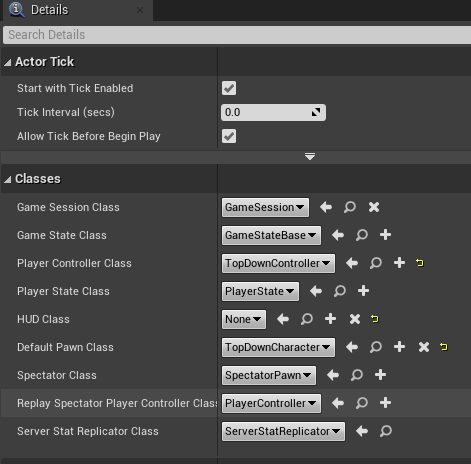 Details
Search Details
Actor Tick
Start with Tick Enabled
Tick Interval (secs) 0.0
Allow Tick Before Begin Play
Classes
Game Session Class GameSession
Game State Class GameStateBase
Player Controller Class TopDownController
Player State Class PlayerState
HUD Class None
Default Pawn Class TopDownCharacter
Spectator Class SpectatorPawn
Replay Spectator Player Controller Class PlayerController
Server Stat Replicator Class ServerStatReplicator